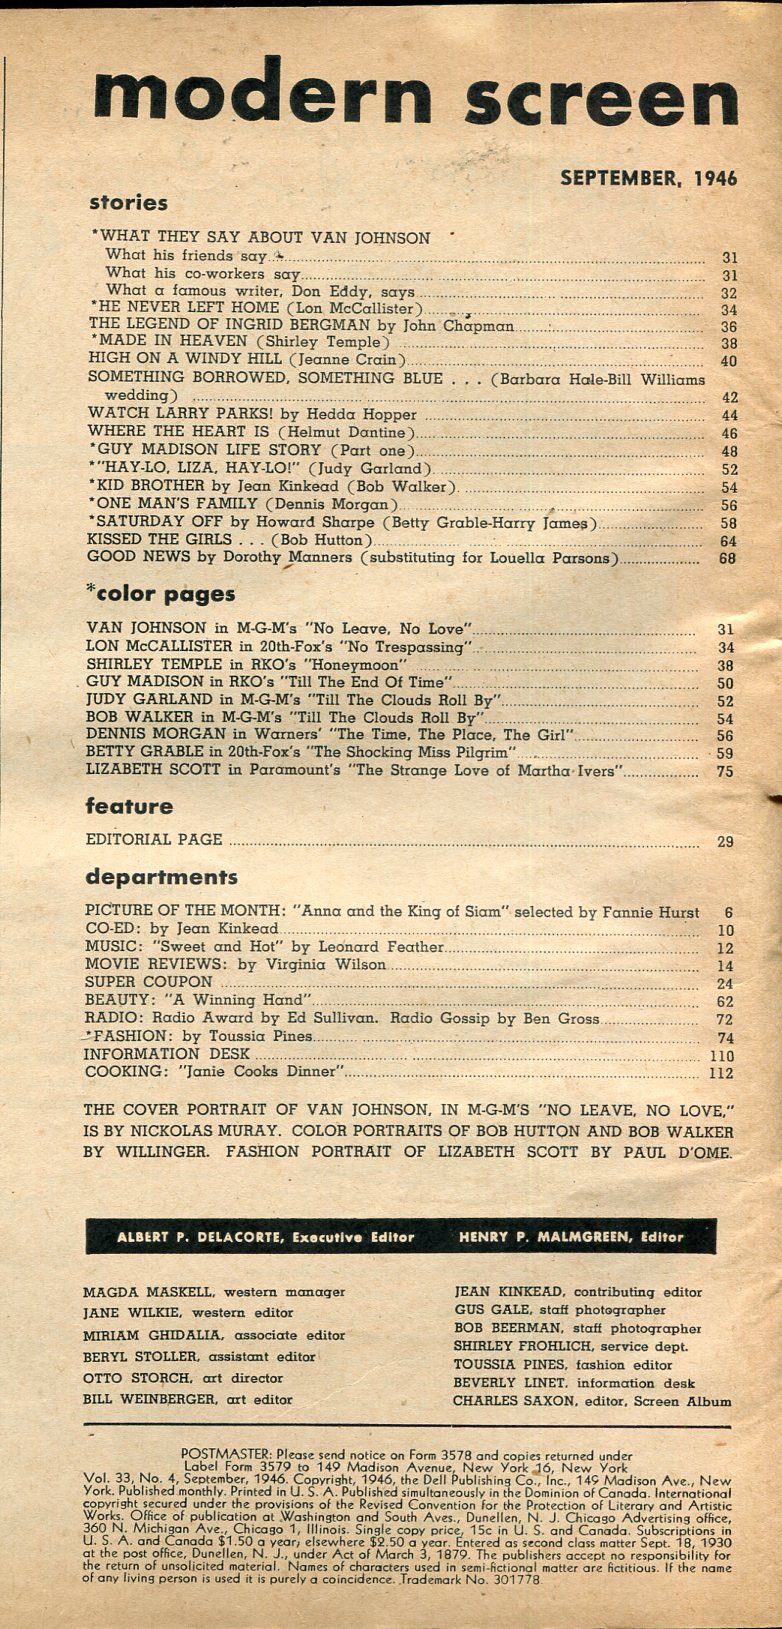 modern screen
SEPTEMBER, 1946
stories
*WHAT THEY SAY ABOUT VAN JOHNSON
What his friends say 31
What his co-workers say 31
What a famous writer, Don Eddy, says 32
*HE NEVER LEFT HOME (Lon McCallister) 34
THE LEGEND OF INGRID BERGMAN by John Chapman 36
*MADE IN HEAVEN (Shirley Temple) 38
HIGH ON A WINDY HILL (Jeanne Crain) 40
SOMETHING BORROWED, SOMETHING BLUE . . . (Barbara Hale-Bill Williams
wedding) 42
WATCH LARRY PARKS! by Hedda Hopper 44
WHERE THE HEART IS (Helmut Dantine) 46
*GUY MADISON LIFE STORY (Part one) 48
*"HAY-LO, LIZA, HAY-LO!" (Judy Garland) 52
*KID BROTHER by Jean Kinkead (Bob Walker) 54
*ONE MAN'S FAMILY (Dennis Morgan) 56
*SATURDAY OFF by Howard Sharpe (Betty Grable-Harry James) 58
KISSED THE GIRLS . . . (Bob Hutton) 64
GOOD NEWS by Dorothy Manners (substituting for Louella Parsons) 68
*color pages
VAN JOHNSON in M-G-M's "No Leave, No Love" 31
LON McCALLISTER in 20th-Fox's "No Trespassing" 34
SHIRLEY TEMPLE in RKO's "Honeymoon" 38
GUY MADISON in RKO's "Till The End Of Time" 50
JUDY GARLAND in M-G-M's "Till The Clouds Roll By" 52
BOB WALKER in M-G-M's "Till The Clouds Roll By" 54
DENNIS MORGAN in Warners' "The Time, The Place, The Girl" 56
BETTY GRABLE in 20th-Fox's "The Shocking Miss Pilgrim" 59
LIZABETH SCOTT in Paramount's "The Strange Love of Martha Ivers" 75
feature
EDITORIAL PAGE 29
departments
PICTURE OF THE MONTH: "Anna and the King of Siam" selected by Fannie Hurst 6
CO-ED: by Jean Kinkead 10
MUSIC: "Sweet and Hot" by Leonard Feather 12
MOVIE REVIEWS: by Virginia Wilson 14
SUPER COUPON 24
BEAUTY: "A Winning Hand" 62
RADIO: Radio Award by Ed Sullivan. Radio Gossip by Ben Gross 72
*FASHION: by Toussia Pines 74
INFORMATION DESK 110
COOKING: "Janie Cooks Dinner" 112
THE COVER PORTRAIT OF VAN JOHNSON, IN M-G-M'S "NO LEAVE, NO LOVE,"
IS BY NICKOLAS MURAY. COLOR PORTRAITS OF BOB HUTTON AND BOB WALKER
BY WILLINGER. FASHION PORTRAIT OF LIZABETH SCOTT BY PAUL D'OME.
ALBERT P. DELACORTE, Executive Editor HENRY P. MALMGREEN, Editor
MAGDA MASKELL, western manager
JANE WILKIE, western editor
MIRIAM GHIDALIA, associate editor
BERYL STOLLER, assistant editor
OTTO STORCH, art director
BILL WEINBERGER, art editor
JEAN KINKEAD, contributing editor
GUS GALE, staff photographer
BOB BEERMAN, staff photographer
SHIRLEY FROHLICH, service dept.
TOUSSIA PINES, fashion editor
BEVERLY LINET, information desk
CHARLES SAXON, editor, Screen Album
POSTMASTER: Please send notice on Form 3578 and copies returned under
Label Form 3579 to 149 Madison Avenue, New York 16, New York
Vol. 33, No. 4, September, 1946. Copyright, 1946, the Dell Publishing Co., Inc., 149 Madison Ave., New
York. Published monthly. Printed in U. S. A. Published simultaneously in the Dominion of Canada. International
copyright secured under the provisions of the Revised Convention for the Protection of Literary and Artistic
Works. Office of publication at Washington and South Aves., Dunellen, N. J. Chicago Advertising office,
360 N. Michigan Ave., Chicago 1, Illinois. Single copy price, 15c in U. S. and Canada. Subscriptions in
U. S. A. and Canada $1.50 a year; elsewhere $2.50 a year. Entered as second class matter Sept. 18, 1930
at the post office, Dunellen, N. J., under Act of March 3, 1879. The publishers accept no responsibility for
the return of unsolicited material. Names of characters used in semi-fictional matter are fictitious. If the name
of any living person is used it is purely a coincidence. Trademark No. 301778